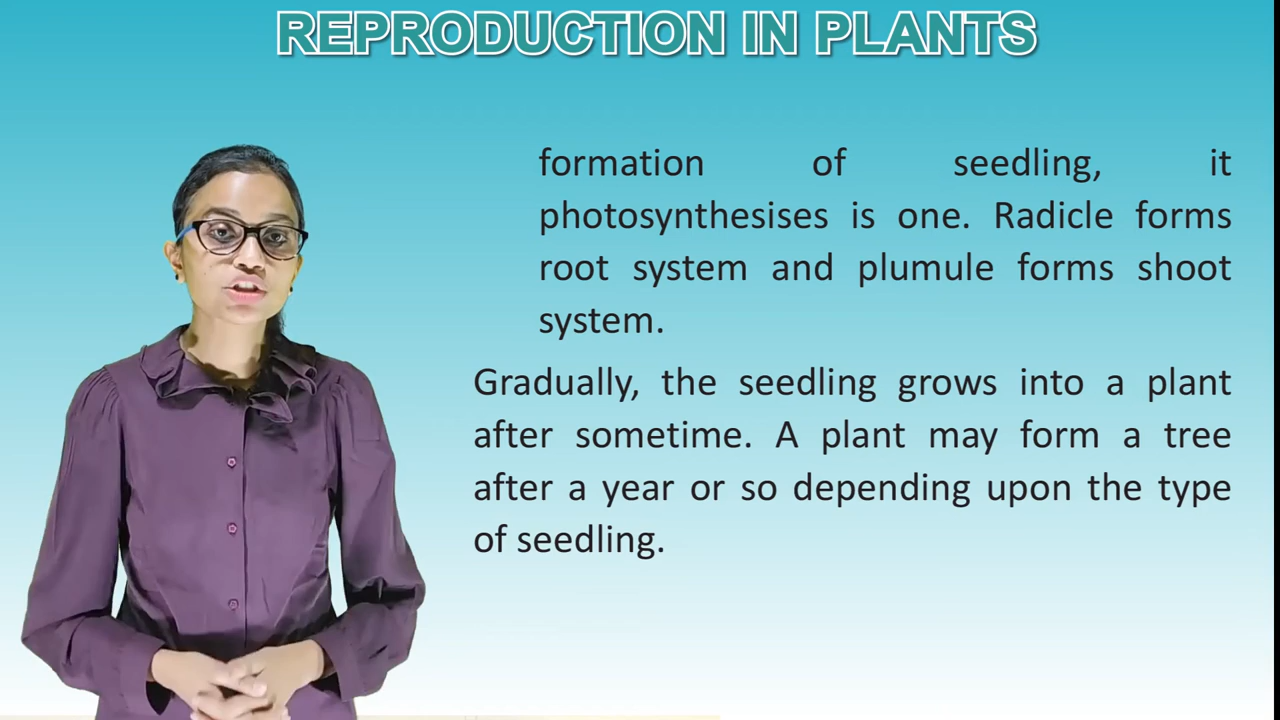 REPRODUCTION IN PLANTS
formation of seedling, it
photosynthesises is one. Radicle forms
root system and plumule forms shoot
system.
Gradually, the seedling grows into a plant
after sometime. A plant may form a tree
after a year or so depending upon the type
of seedling.